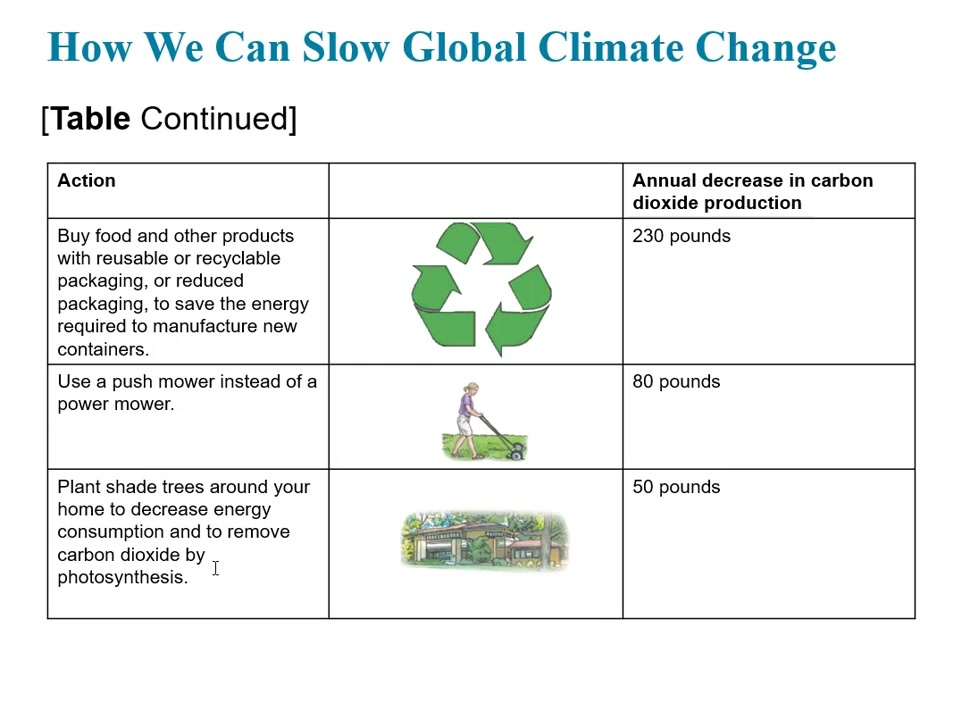 How We Can Slow Global Climate Change
[Table Continued]
Action
Annual decrease in carbon
dioxide production
Buy food and other products
with reusable or recyclable
packaging, or reduced
packaging, to save the energy
required to manufacture new
containers.
230 pounds
Use a push mower instead of a
power mower.
80 pounds
Plant shade trees around your
home to decrease energy
consumption and to remove
carbon dioxide by
photosynthesis.
50 pounds